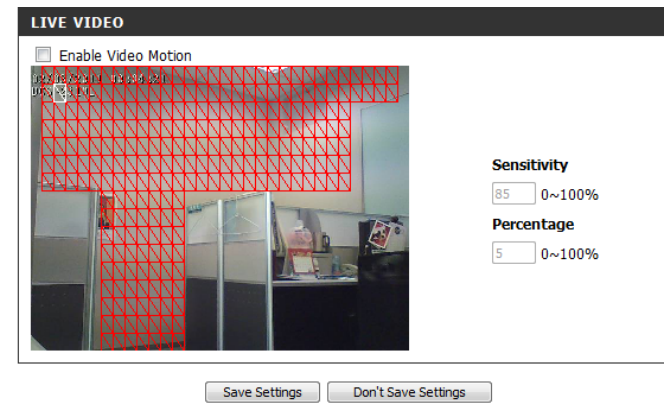 LIVE VIDEO
Enable Video Motion
Sensitivity
85 0~100%
Percentage
5 0~100%
Save Settings Don't Save Settings